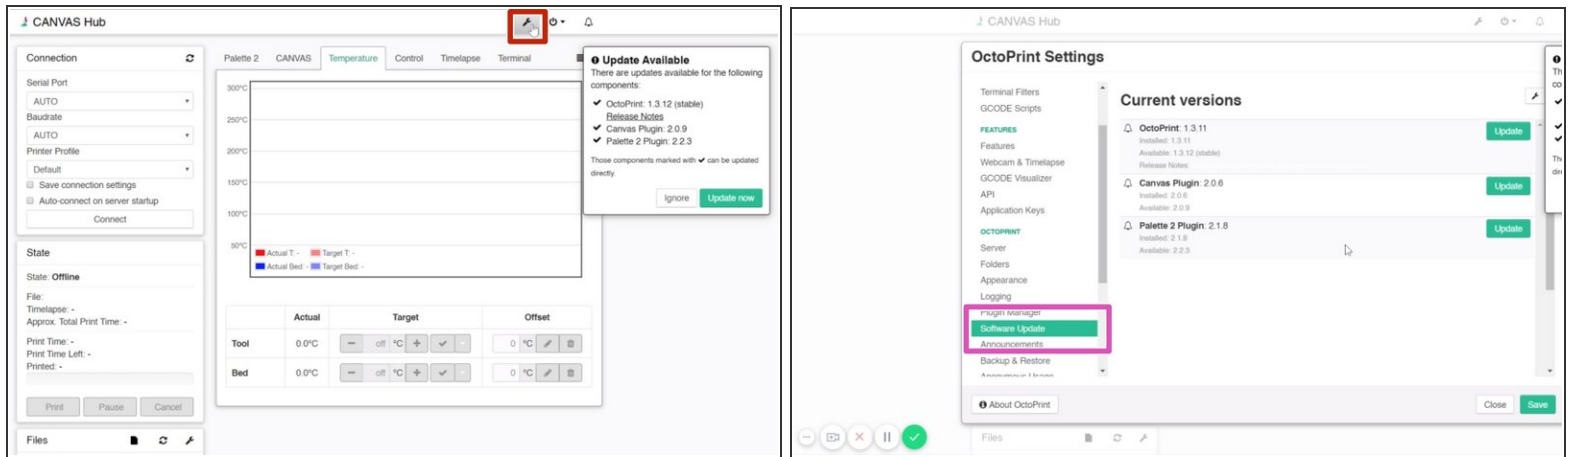 CANVAS Hub
Connection
Serial Port
AUTO
Baudrate
AUTO
Printer Profile
Default
Save connection settings
Auto-connect on server startup
Connect
State
State: Offline
File:
Timelapse: -
Approx. Total Print Time: -
Print Time: -
Print Time Left: -
Printed: -
Print Pause Cancel
Files
Palette 2 CANVAS Temperature Control Timelapse Terminal
300°C
250°C
200°C
150°C
100°C
50°C
Actual T: - Target T: -
Actual Bed: - Target Bed: -
Actual Target Offset
Tool 0.0°C off °C 0 °C
Bed 0.0°C off °C 0 °C
Update Available
There are updates available for the following
components:
OctoPrint: 1.3.12 (stable)
Release Notes
Canvas Plugin: 2.0.9
Palette 2 Plugin: 2.2.3
Those components marked with ✔ can be updated
directly.
Ignore Update now
CANVAS Hub
OctoPrint Settings
Terminal Filters
GCODE Scripts
FEATURES
Features
Webcam & Timelapse
GCODE Visualizer
API
Application Keys
OCTOPRINT
Server
Folders
Appearance
Logging
Plugin Manager
Software Update
Announcements
Backup & Restore
Anonymous Usage
Current versions
OctoPrint: 1.3.11 Update
Installed: 1.3.11
Available: 1.3.12 (stable)
Release Notes:
Canvas Plugin: 2.0.6 Update
Installed: 2.0.6
Available: 2.0.9
Palette 2 Plugin: 2.1.8 Update
Installed: 2.1.8
Available: 2.2.3
About OctoPrint
Close Save
Files